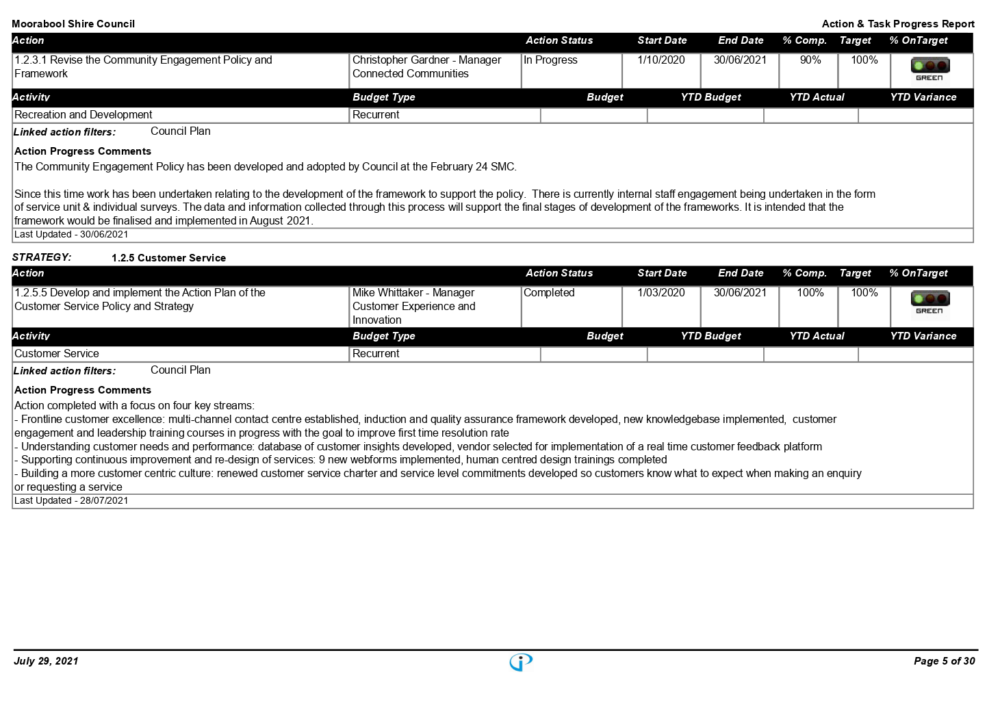 Moorabool Shire Council Action & Task Progress Report
Action Action Status Start Date End Date % Comp. Target % OnTarget
1.2.3.1 Revise the Community Engagement Policy and Christopher Gardner - Manager In Progress 1/10/2020 30/06/2021 90% 100%
Framework Connected Communities GREEN
Activity Budget Type Budget YTD Budget YTD Actual YTD Variance
Recreation and Development Recurrent
Linked action filters: Council Plan
Action Progress Comments
The Community Engagement Policy has been developed and adopted by Council at the February 24 SMC.
Since this time work has been undertaken relating to the development of the framework to support the policy. There is currently internal staff engagement being undertaken in the form
of service unit & individual surveys. The data and information collected through this process will support the final stages of development of the frameworks. It is intended that the
framework would be finalised and implemented in August 2021.
Last Updated - 30/06/2021
STRATEGY: 1.2.5 Customer Service
Action Action Status Start Date End Date % Comp. Target % OnTarget
1.2.5.5 Develop and implement the Action Plan of the Mike Whittaker - Manager Completed 1/03/2020 30/06/2021 100% 100%
Customer Service Policy and Strategy Customer Experience and GREEN
Innovation
Activity Budget Type Budget YTD Budget YTD Actual YTD Variance
Customer Service Recurrent
Linked action filters: Council Plan
Action Progress Comments
Action completed with a focus on four key streams:
- Frontline customer excellence: multi-channel contact centre established, induction and quality assurance framework developed, new knowledgebase implemented, customer
engagement and leadership training courses in progress with the goal to improve first time resolution rate
- Understanding customer needs and performance: database of customer insights developed, vendor selected for implementation of a real time customer feedback platform
- Supporting continuous improvement and re-design of services: 9 new webforms implemented, human centred design trainings completed
- Building a more customer centric culture: renewed customer service charter and service level commitments developed so customers know what to expect when making an enquiry
or requesting a service
Last Updated - 28/07/2021
July 29, 2021 Page 5 of 30